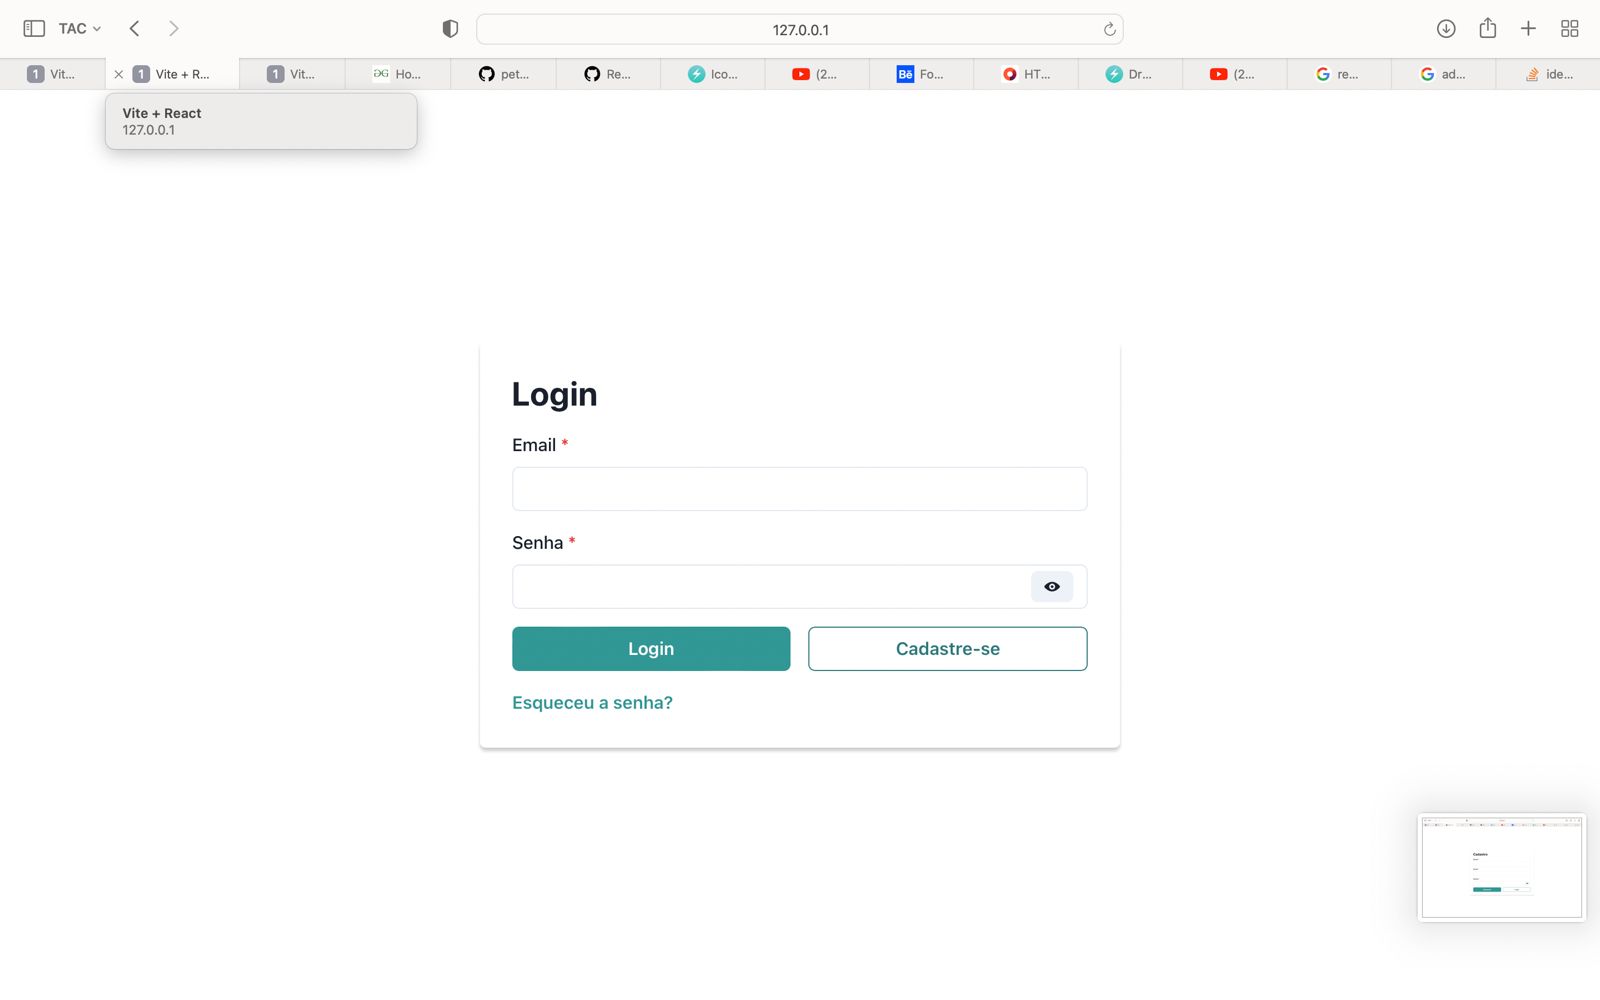 TAC
127.0.0.1
1 Vit...
1 Vite + R...
1 Vit...
Ho...
pet...
Re...
Ico...
(2...
Bē Fo...
HT...
Dr...
(2...
re...
ad...
ide...
Vite + React
127.0.0.1
Login
Email *
Senha *
Login
Cadastre-se
Esqueceu a senha?
Cadastro